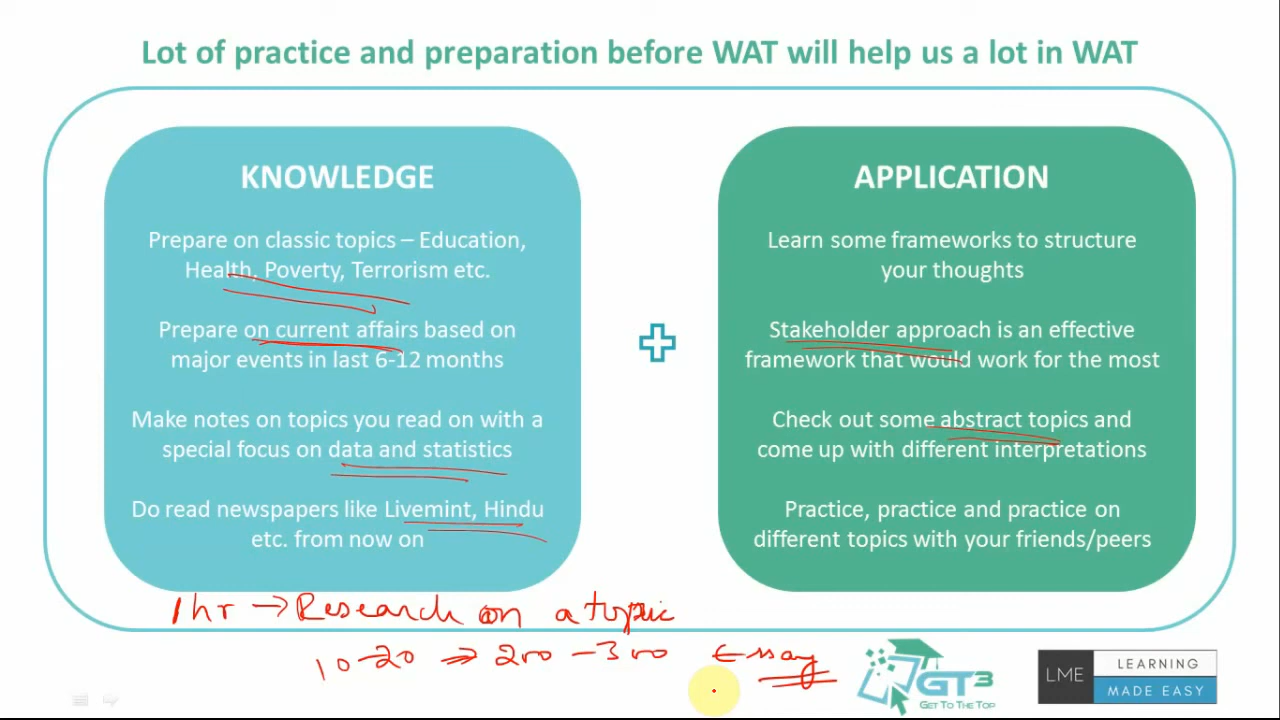 Lot of practice and preparation before WAT will help us a lot in WAT
KNOWLEDGE
Prepare on classic topics – Education,
Health, Poverty, Terrorism etc.
Prepare on current affairs based on
major events in last 6-12 months
Make notes on topics you read on with a
special focus on data and statistics
Do read newspapers like Livemint, Hindu
etc. from now on
APPLICATION
Learn some frameworks to structure
your thoughts
Stakeholder approach is an effective
framework that would work for the most
Check out some abstract topics and
come up with different interpretations
Practice, practice and practice on
different topics with your friends/peers
1hr → Research on a topic
10-20 ⇒ 200 - 300 Essay
GT3
GET TO THE TOP
LME
LEARNING
MADE EASY